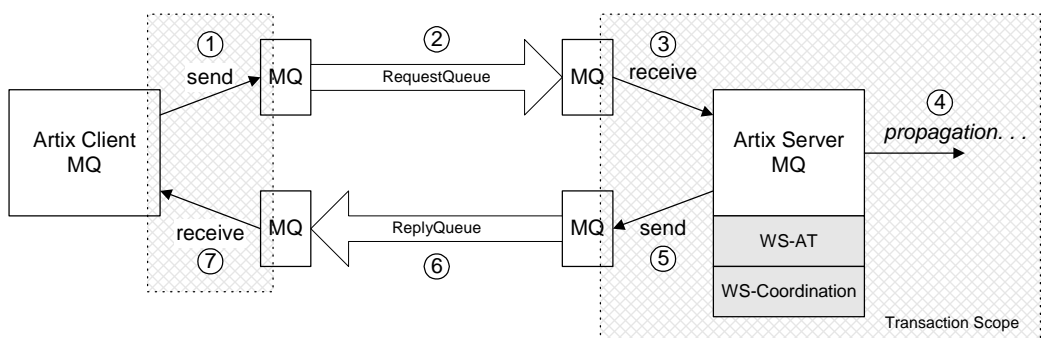 ① ② ③
send MQ RequestQueue MQ receive ④
Artix Client
MQ
Artix Server
MQ
propagation. . .
receive MQ ReplyQueue MQ send
⑦ ⑥ ⑤
WS-AT
WS-Coordination
Transaction Scope